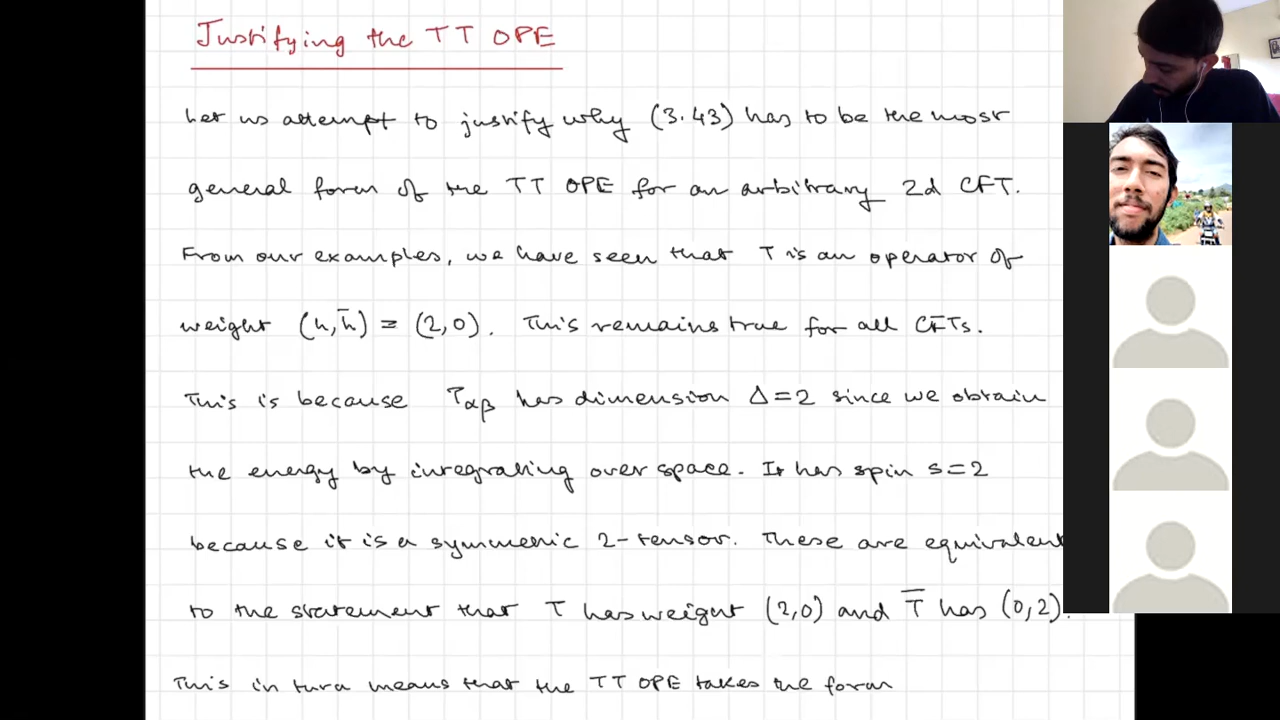 Justifying the TT OPE
Let us attempt to justify why (3.43) has to be the most
general form of the TT OPE for an arbitrary 2d CFT.
From our examples, we have seen that T is an operator of
weight (h, h̄) = (2,0). This remains true for all CFTs.
This is because Tαβ has dimension Δ=2 since we obtain
the energy by integrating over space. It has spin s=2
because it is a symmetric 2-tensor. These are equivalent
to the statement that T has weight (2,0) and T̄ has (0,2).
This in turn means that the TT OPE takes the form